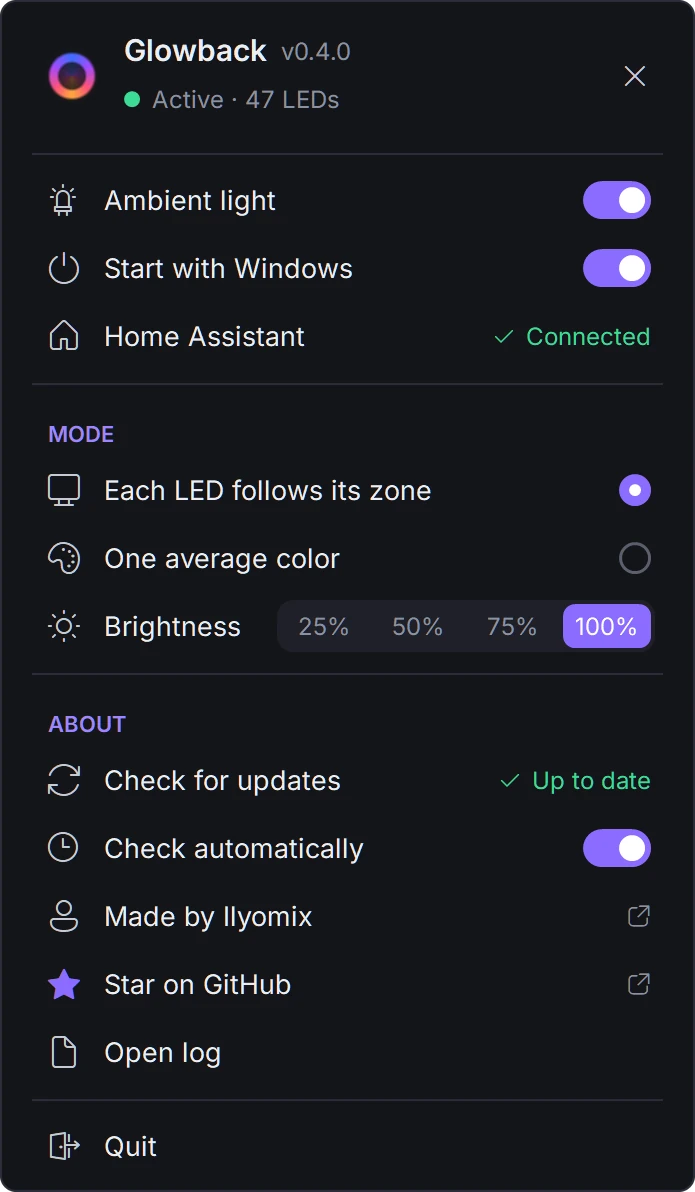 Glowback v0.4.0
Active · 47 LEDs
Ambient light
Start with Windows
Home Assistant Connected
MODE
Each LED follows its zone
One average color
Brightness 25% 50% 75% 100%
ABOUT
Check for updates Up to date
Check automatically
Made by Ilyomix
Star on GitHub
Open log
Quit